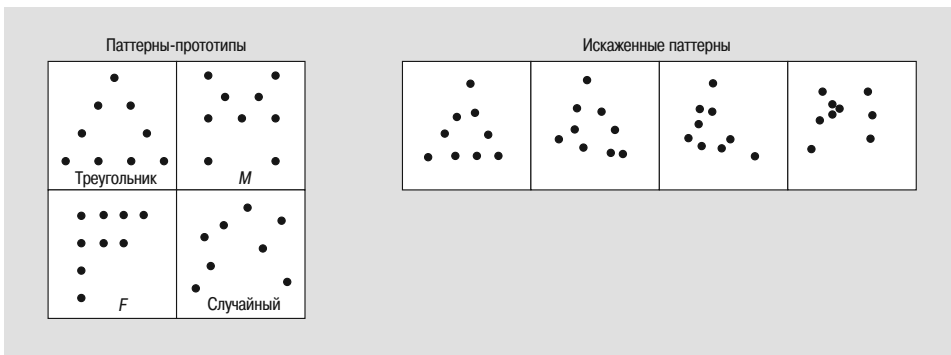 Паттерны-прототипы
Искаженные паттерны
Треугольник
M
F
Случайный